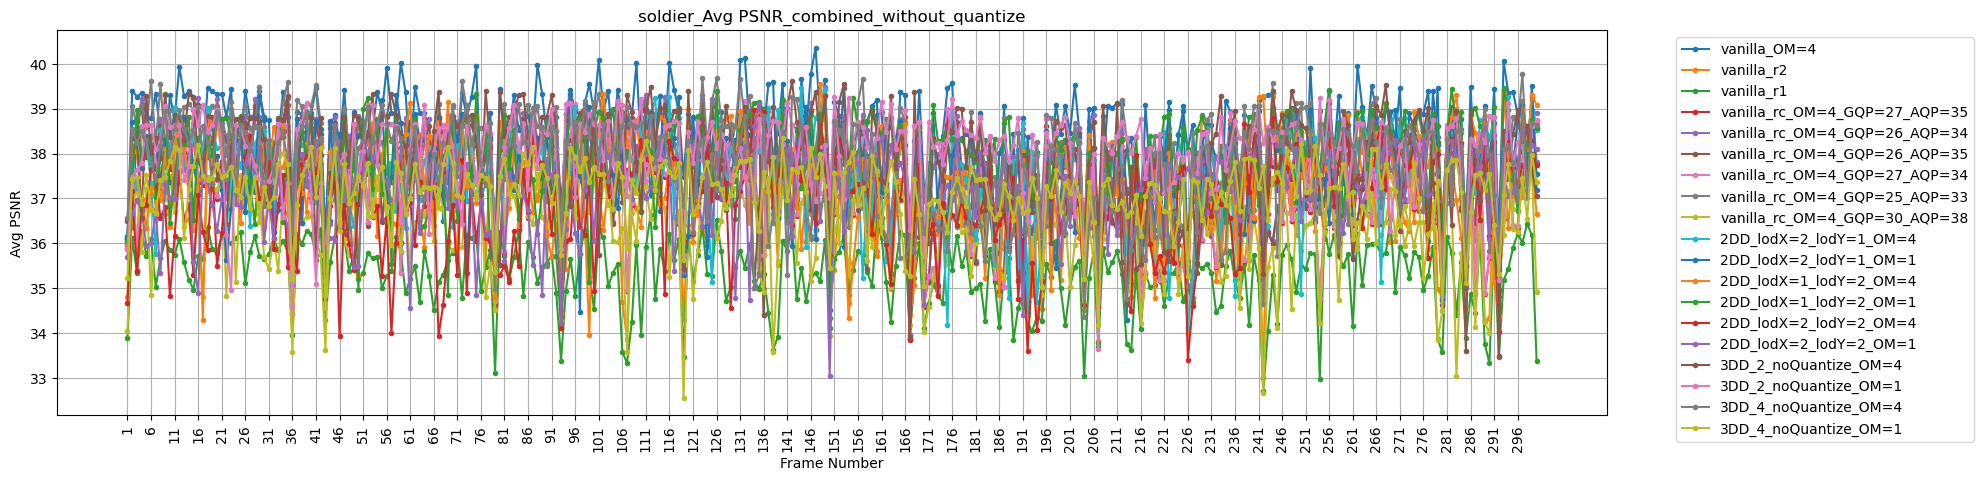 soldier_Avg PSNR_combined_without_quantize
Avg PSNR
40
39
38
37
36
35
34
33
1 6 11 16 21 26 31 36 41 46 51 56 61 66 71 76 81 86 91 96 101 106 111 116 121 126 131 136 141 146 151 156 161 166 171 176 181 186 191 196 201 206 211 216 221 226 231 236 241 246 251 256 261 266 271 276 281 286 291 296
Frame Number
vanilla_OM=4
vanilla_r2
vanilla_r1
vanilla_rc_OM=4_GQP=27_AQP=35
vanilla_rc_OM=4_GQP=26_AQP=34
vanilla_rc_OM=4_GQP=26_AQP=35
vanilla_rc_OM=4_GQP=27_AQP=34
vanilla_rc_OM=4_GQP=25_AQP=33
vanilla_rc_OM=4_GQP=30_AQP=38
2DD_lodX=2_lodY=1_OM=4
2DD_lodX=2_lodY=1_OM=1
2DD_lodX=1_lodY=2_OM=4
2DD_lodX=1_lodY=2_OM=1
2DD_lodX=2_lodY=2_OM=4
2DD_lodX=2_lodY=2_OM=1
3DD_2_noQuantize_OM=4
3DD_2_noQuantize_OM=1
3DD_4_noQuantize_OM=4
3DD_4_noQuantize_OM=1